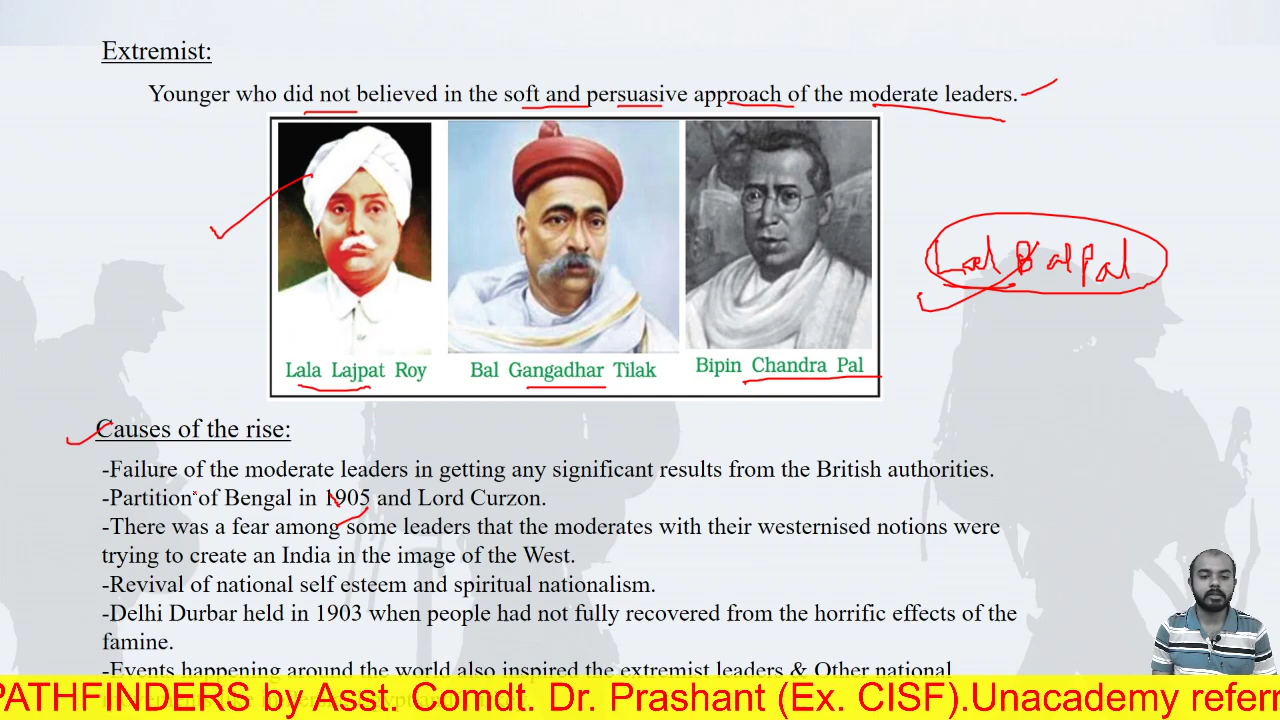 Extremist:
Younger who did not believed in the soft and persuasive approach of the moderate leaders.
Lal Bal Pal
Lala Lajpat Roy
Bal Gangadhar Tilak
Bipin Chandra Pal
Causes of the rise:
-Failure of the moderate leaders in getting any significant results from the British authorities.
-Partition of Bengal in 1905 and Lord Curzon.
-There was a fear among some leaders that the moderates with their westernised notions were
trying to create an India in the image of the West.
-Revival of national self esteem and spiritual nationalism.
-Delhi Durbar held in 1903 when people had not fully recovered from the horrific effects of the
famine.
-Events happening around the world also inspired the extremist leaders & Other national
PATHFINDERS by Asst. Comdt. Dr. Prashant (Ex. CISF).Unacademy referr